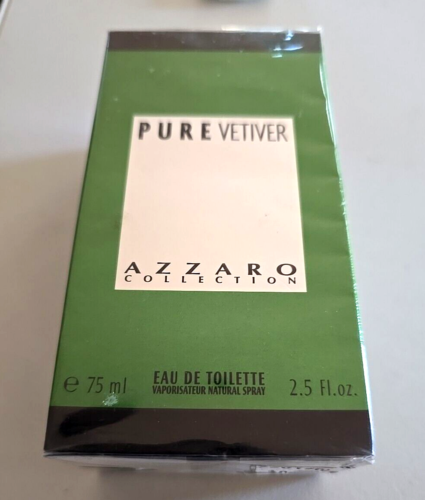 PURE VETIVER
AZZARO
COLLECTION
℮ 75 ml EAU DE TOILETTE 2.5 Fl.oz.
VAPORISATEUR NATURAL SPRAY